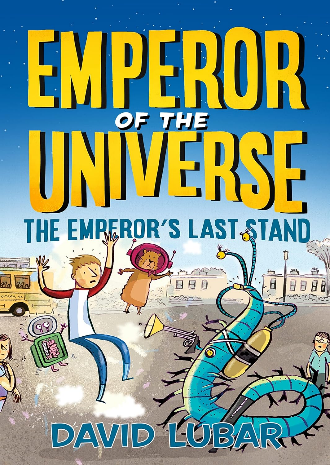 EMPEROR
OF THE
UNIVERSE
THE EMPEROR'S LAST STAND
DAVID LUBAR